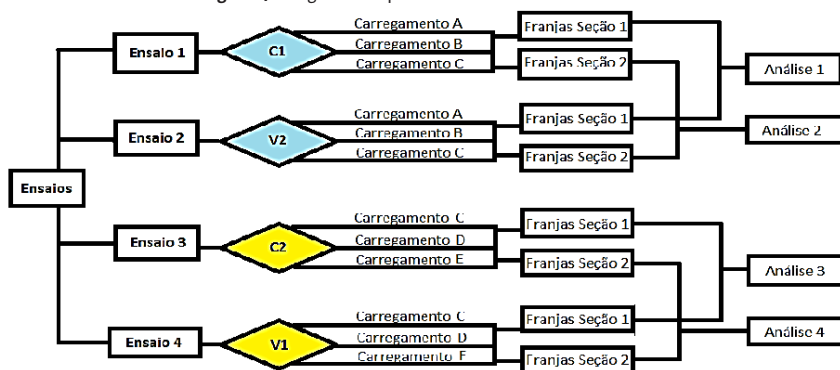 Ensaios
Ensaio 1
C1
Carregamento A
Carregamento B
Carregamento C
Franjas Seção 1
Franjas Seção 2
Ensaio 2
V2
Carregamento A
Carregamento B
Carregamento C
Franjas Seção 1
Franjas Seção 2
Análise 1
Análise 2
Ensaio 3
C2
Carregamento C
Carregamento D
Carregamento E
Franjas Seção 1
Franjas Seção 2
Ensaio 4
V1
Carregamento C
Carregamento D
Franjas Seção 1
Franjas Seção 2
Análise 3
Análise 4